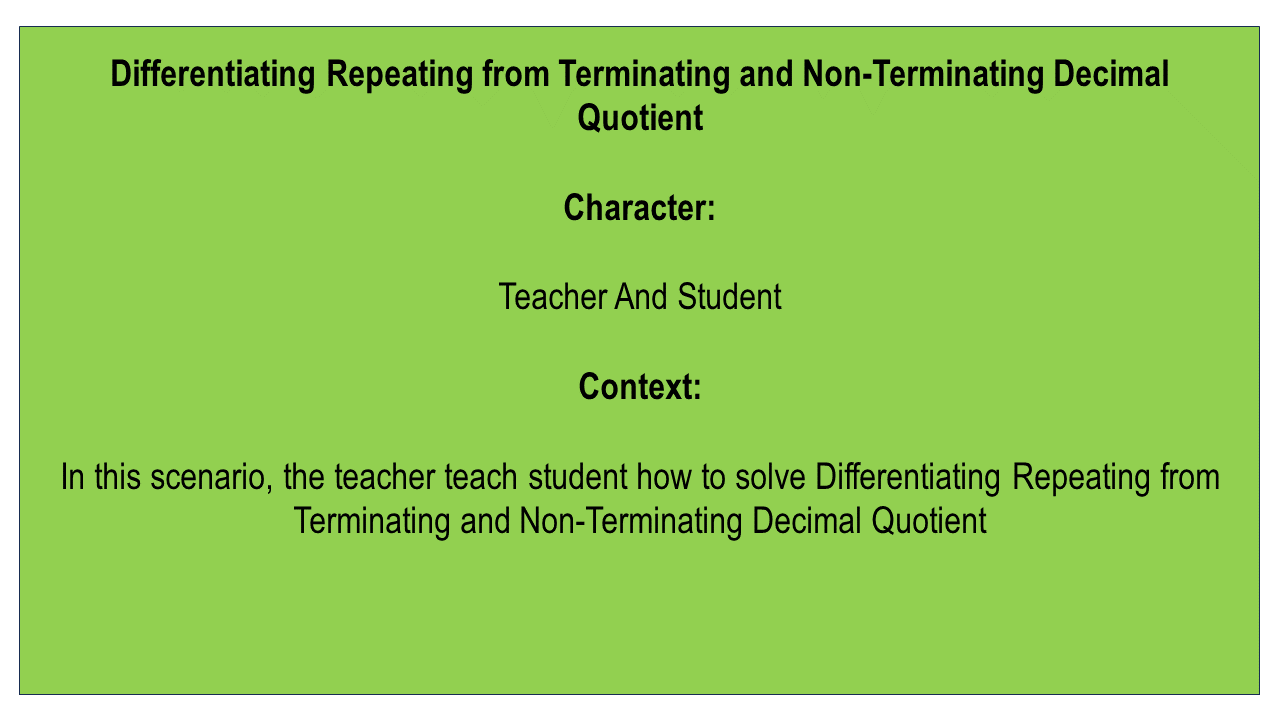 Differentiating Repeating from Terminating and Non-Terminating Decimal
Quotient
Character:
Teacher And Student
Context:
In this scenario, the teacher teach student how to solve Differentiating Repeating from
Terminating and Non-Terminating Decimal Quotient